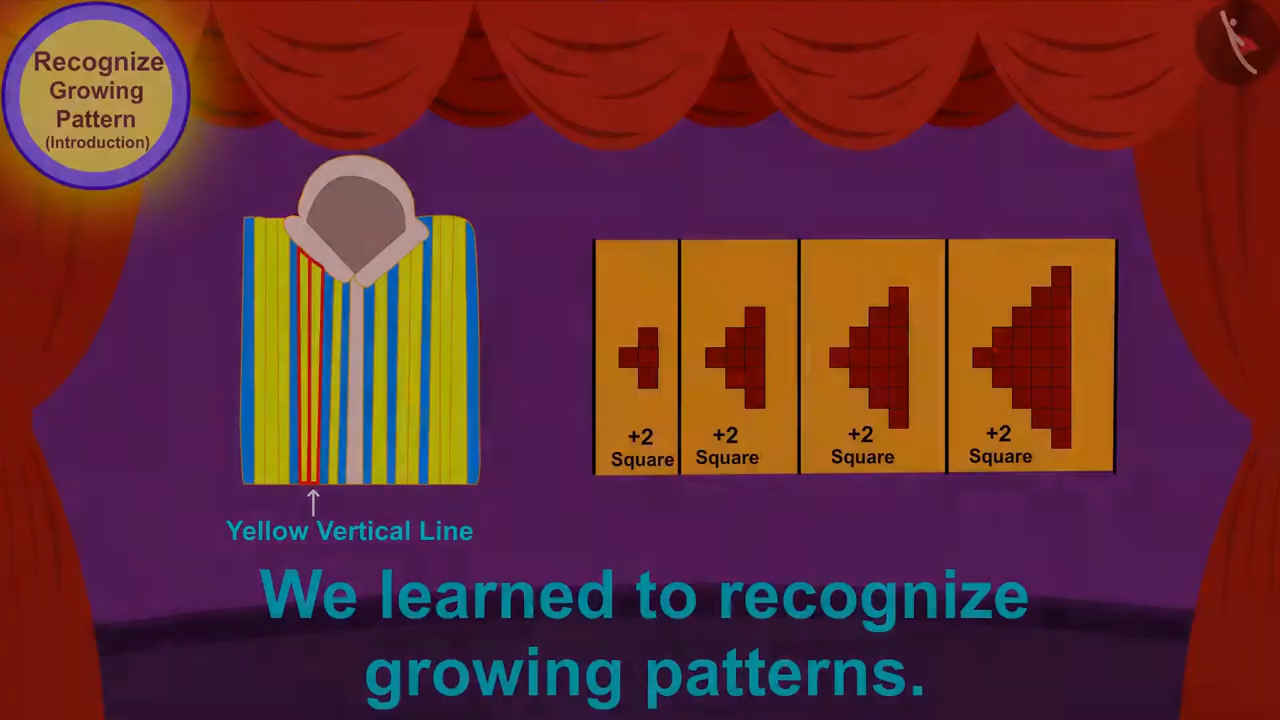 Recognize
Growing
Pattern
(Introduction)
+2
Square
+2
Square
+2
Square
+2
Square
Yellow Vertical Line
We learned to recognize
growing patterns.